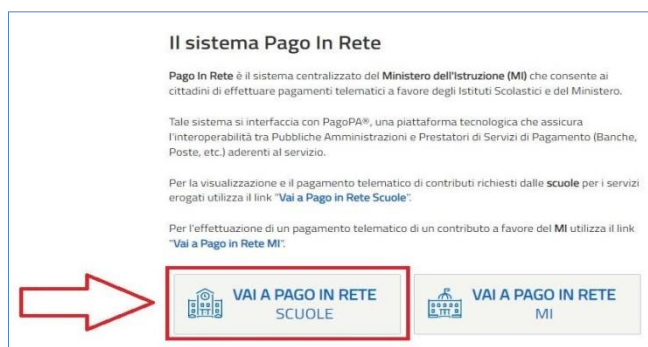 Il sistema Pago In Rete
Pago In Rete è il sistema centralizzato del Ministero dell'Istruzione (MI) che consente ai
cittadini di effettuare pagamenti telematici a favore degli Istituti Scolastici e del Ministero.
Tale sistema si interfaccia con PagoPA®, una piattaforma tecnologica che assicura
l'interoperabilità tra Pubbliche Amministrazioni e Prestatori di Servizi di Pagamento (Banche,
Poste, etc.) aderenti al servizio.
Per la visualizzazione e il pagamento telematico di contributi richiesti dalle scuole per i servizi
erogati utilizza il link "Vai a Pago in Rete Scuole".
Per l'effettuazione di un pagamento telematico di un contributo a favore del MI utilizza il link
"Vai a Pago in Rete MI".
VAI A PAGO IN RETE
SCUOLE
VAI A PAGO IN RETE
MI